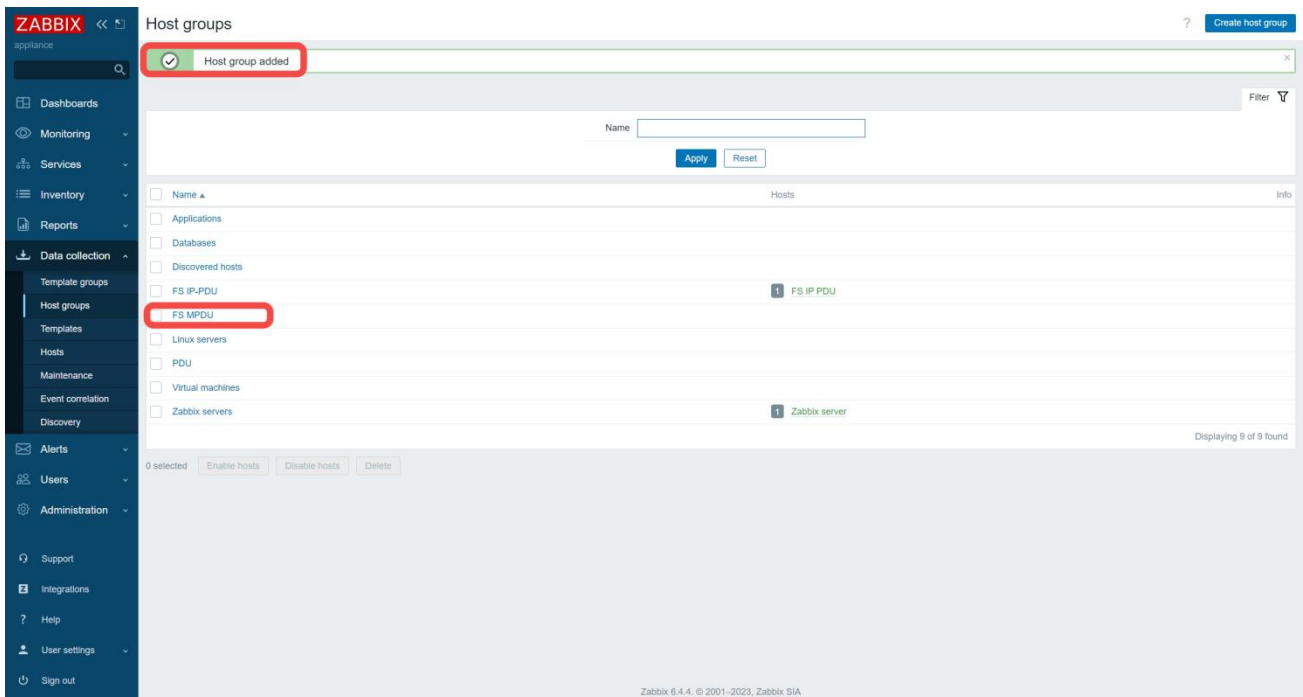 ZABBIX
appliance
Host groups
? Create host group
Host group added
Filter
Name
Apply Reset
Dashboards
Monitoring
Services
Inventory
Reports
Data collection
Template groups
Host groups
Templates
Hosts
Maintenance
Event correlation
Discovery
Alerts
Users
Administration
Support
Z Integrations
? Help
User settings
Sign out
Name Hosts Info
Applications
Databases
Discovered hosts
FS IP-PDU 1 FS IP PDU
FS MPDU
Linux servers
PDU
Virtual machines
Zabbix servers 1 Zabbix server
Displaying 9 of 9 found
0 selected Enable hosts Disable hosts Delete
Zabbix 6.4.4. © 2001–2023, Zabbix SIA